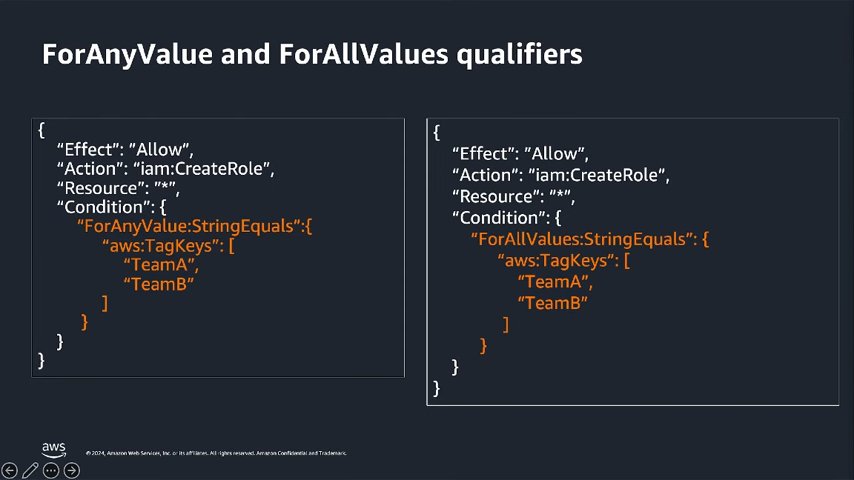 ForAnyValue and ForAllValues qualifiers
{
“Effect”: “Allow”,
“Action”: “iam:CreateRole”,
“Resource”: ”*”,
“Condition”: {
“ForAnyValue:StringEquals”:{
“aws:TagKeys”: [
“TeamA”,
“TeamB”
]
}
}
}
{
“Effect”: “Allow”,
“Action”: “iam:CreateRole”,
“Resource”: “*”,
“Condition”: {
“ForAllValues:StringEquals”: {
“aws:TagKeys“: [
“TeamA”,
“TeamB”
]
}
}
}
aws
© 2024, Amazon Web Services, Inc. or its affiliates. All rights reserved. Amazon Confidential and Trademark.